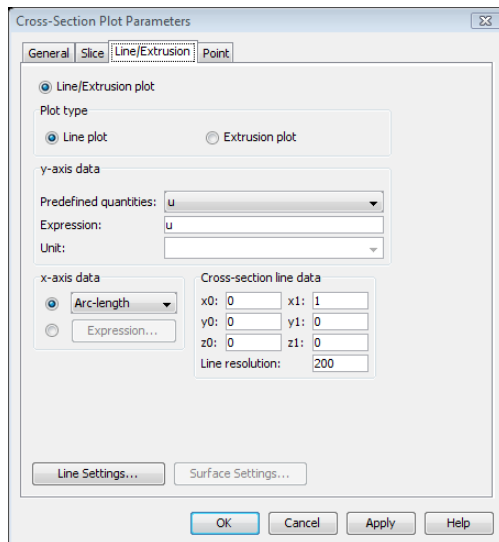 Cross-Section Plot Parameters
General Slice Line/Extrusion Point
Line/Extrusion plot
Plot type
Line plot Extrusion plot
y-axis data
Predefined quantities: u
Expression: u
Unit:
x-axis data Cross-section line data
Arc-length x0: 0 x1: 1
Expression... y0: 0 y1: 0
z0: 0 z1: 0
Line resolution: 200
Line Settings... Surface Settings...
OK Cancel Apply Help